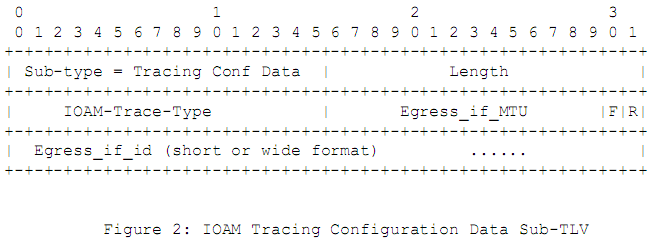 0                   1                   2                   3
 0 1 2 3 4 5 6 7 8 9 0 1 2 3 4 5 6 7 8 9 0 1 2 3 4 5 6 7 8 9 0 1
+-+-+-+-+-+-+-+-+-+-+-+-+-+-+-+-+-+-+-+-+-+-+-+-+-+-+-+-+-+-+-+-+
| Sub-type = Tracing Conf Data  |            Length             |
+-+-+-+-+-+-+-+-+-+-+-+-+-+-+-+-+-+-+-+-+-+-+-+-+-+-+-+-+-+-+-+-+
|     IOAM-Trace-Type           |       Egress_if_MTU       |F|R|
+-+-+-+-+-+-+-+-+-+-+-+-+-+-+-+-+-+-+-+-+-+-+-+-+-+-+-+-+-+-+-+-+
|  Egress_if_id (short or wide format)         ......           |
+-+-+-+-+-+-+-+-+-+-+-+-+-+-+-+-+-+-+-+-+-+-+-+-+-+-+-+-+-+-+-+-+
Figure 2: IOAM Tracing Configuration Data Sub-TLV